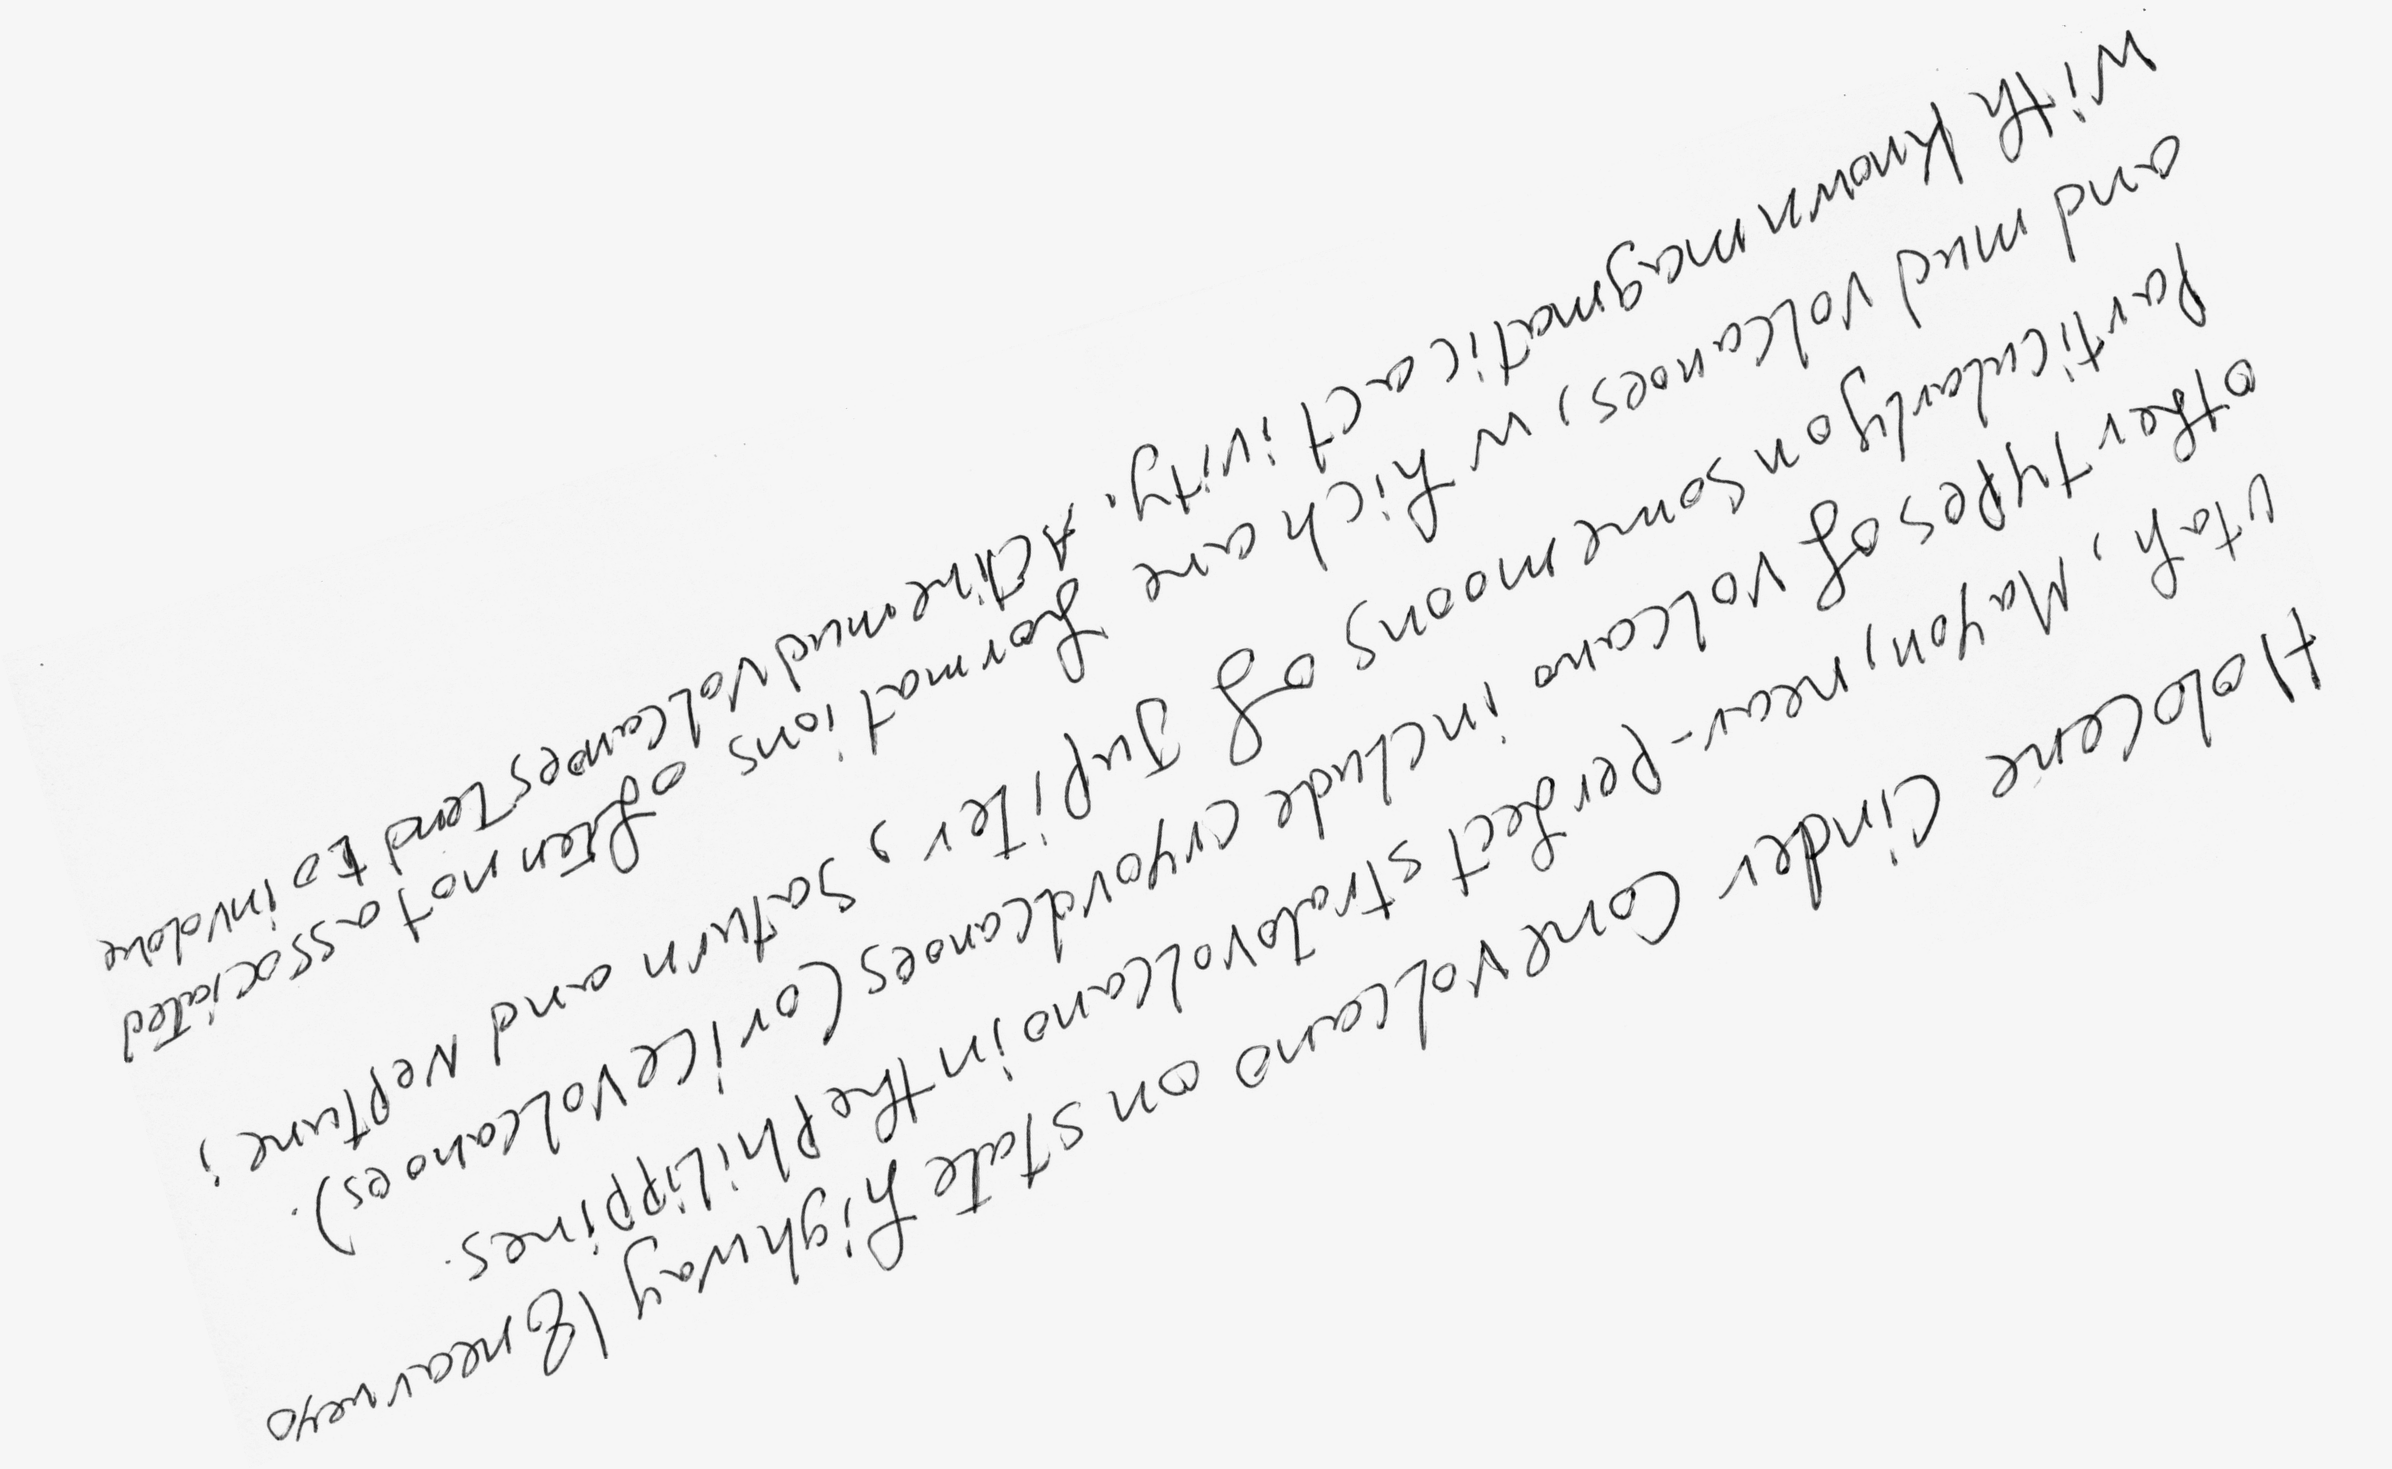 Holocene Cinder Cone volcano on state highway 18 near veyo
Utah, Mayon, near-perfect stratovolcano in the Philippines.
other types of volcano include cryovolcanoes (or ice volcanoes).
Particularly on some moons of Jupiter, Saturn and Neptune;
and mud volcanoes, which are formations often not associated
with known magmatic activity. Active mud volcanoes tend to involove